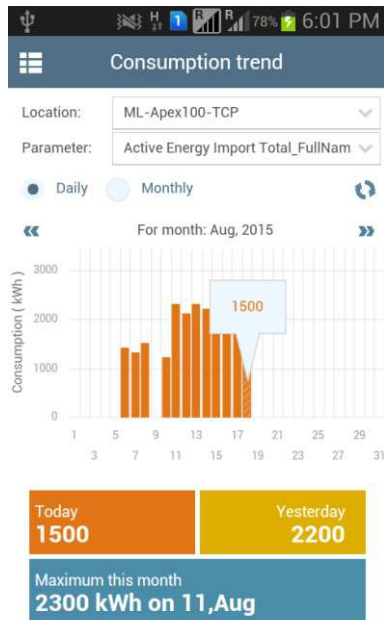 H 1 R R 78% 6:01 PM
Consumption trend
Location: ML-Apex100-TCP
Parameter: Active Energy Import Total_FullNam
Daily Monthly
For month: Aug, 2015
Consumption ( kWh )
3000
2000
1000
0
1500
1 5 9 13 17 21 25 29
3 7 11 15 19 23 27 31
Today
1500
Yesterday
2200
Maximum this month
2300 kWh on 11,Aug